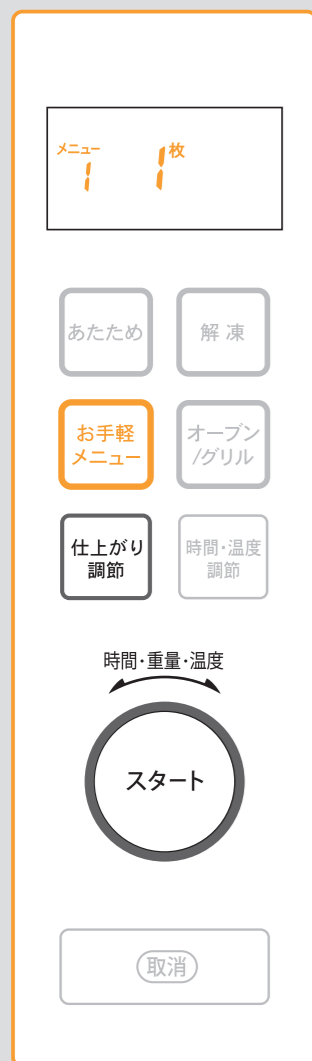 メニュー
1 1枚
あたため
解凍
お手軽
メニュー
オーブン
/グリル
仕上がり
調節
時間・温度
調節
時間・重量・温度
スタート
取消